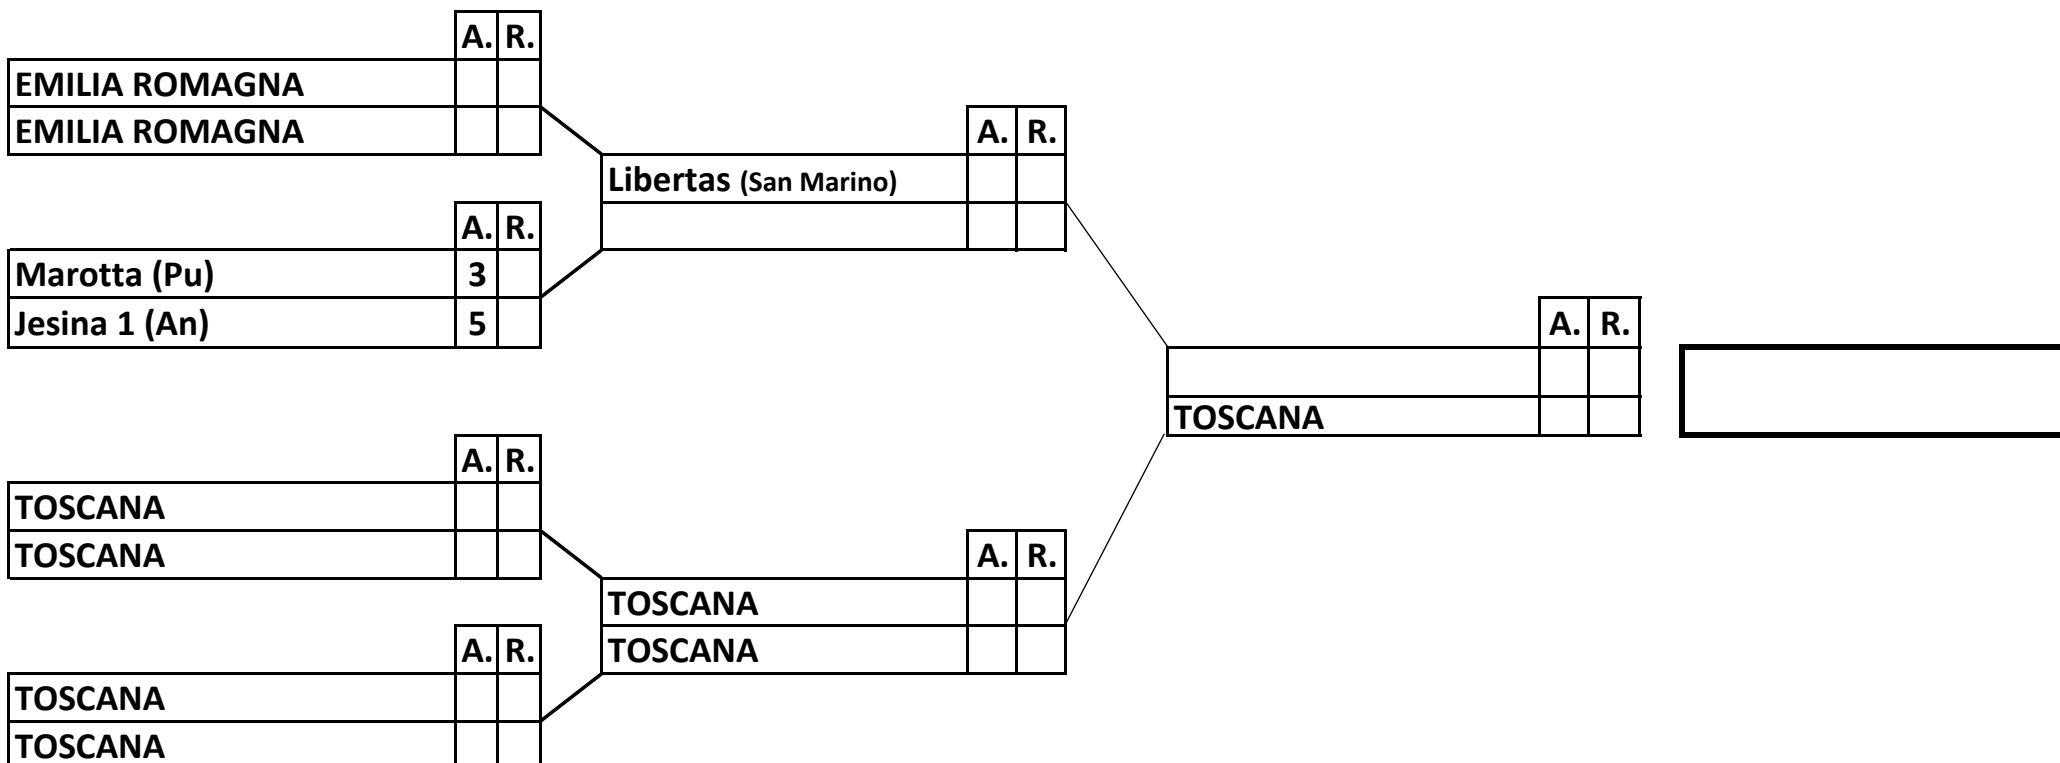 A. R.
EMILIA ROMAGNA
EMILIA ROMAGNA
A. R.
Libertas (San Marino)
A. R.
Marotta (Pu) 3
Jesina 1 (An) 5
A. R.
TOSCANA
A. R.
TOSCANA
TOSCANA
A. R.
TOSCANA
TOSCANA
A. R.
TOSCANA
TOSCANA